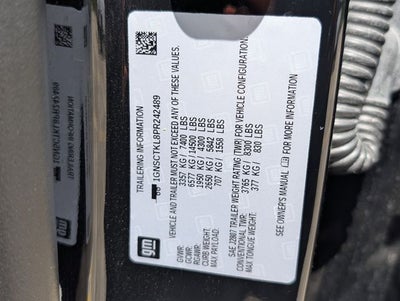 TRAILERING INFORMATION
1GNSCTKL8PR242489
VEHICLE AND TRAILER MUST NOT EXCEED ANY OF THESE VALUES.
GVWR: 3357 KG / 7400 LBS
GCWR: 6577 KG / 14500 LBS
RGAWR: 1950 KG / 4300 LBS
CURB WEIGHT: 2650 KG / 5842 LBS
MAX. PAYLOAD: 707 KG / 1558 LBS
SAE J2807 TRAILER WEIGHT RATING (TWR) FOR VEHICLE CONFIGURATION
CONVENTIONAL TWR: 3765 KG / 8300 LBS
MAX. TONGUE WEIGHT: 377 KG / 830 LBS
SEE OWNER'S MANUAL FOR MORE INFORMATION
gm
gm